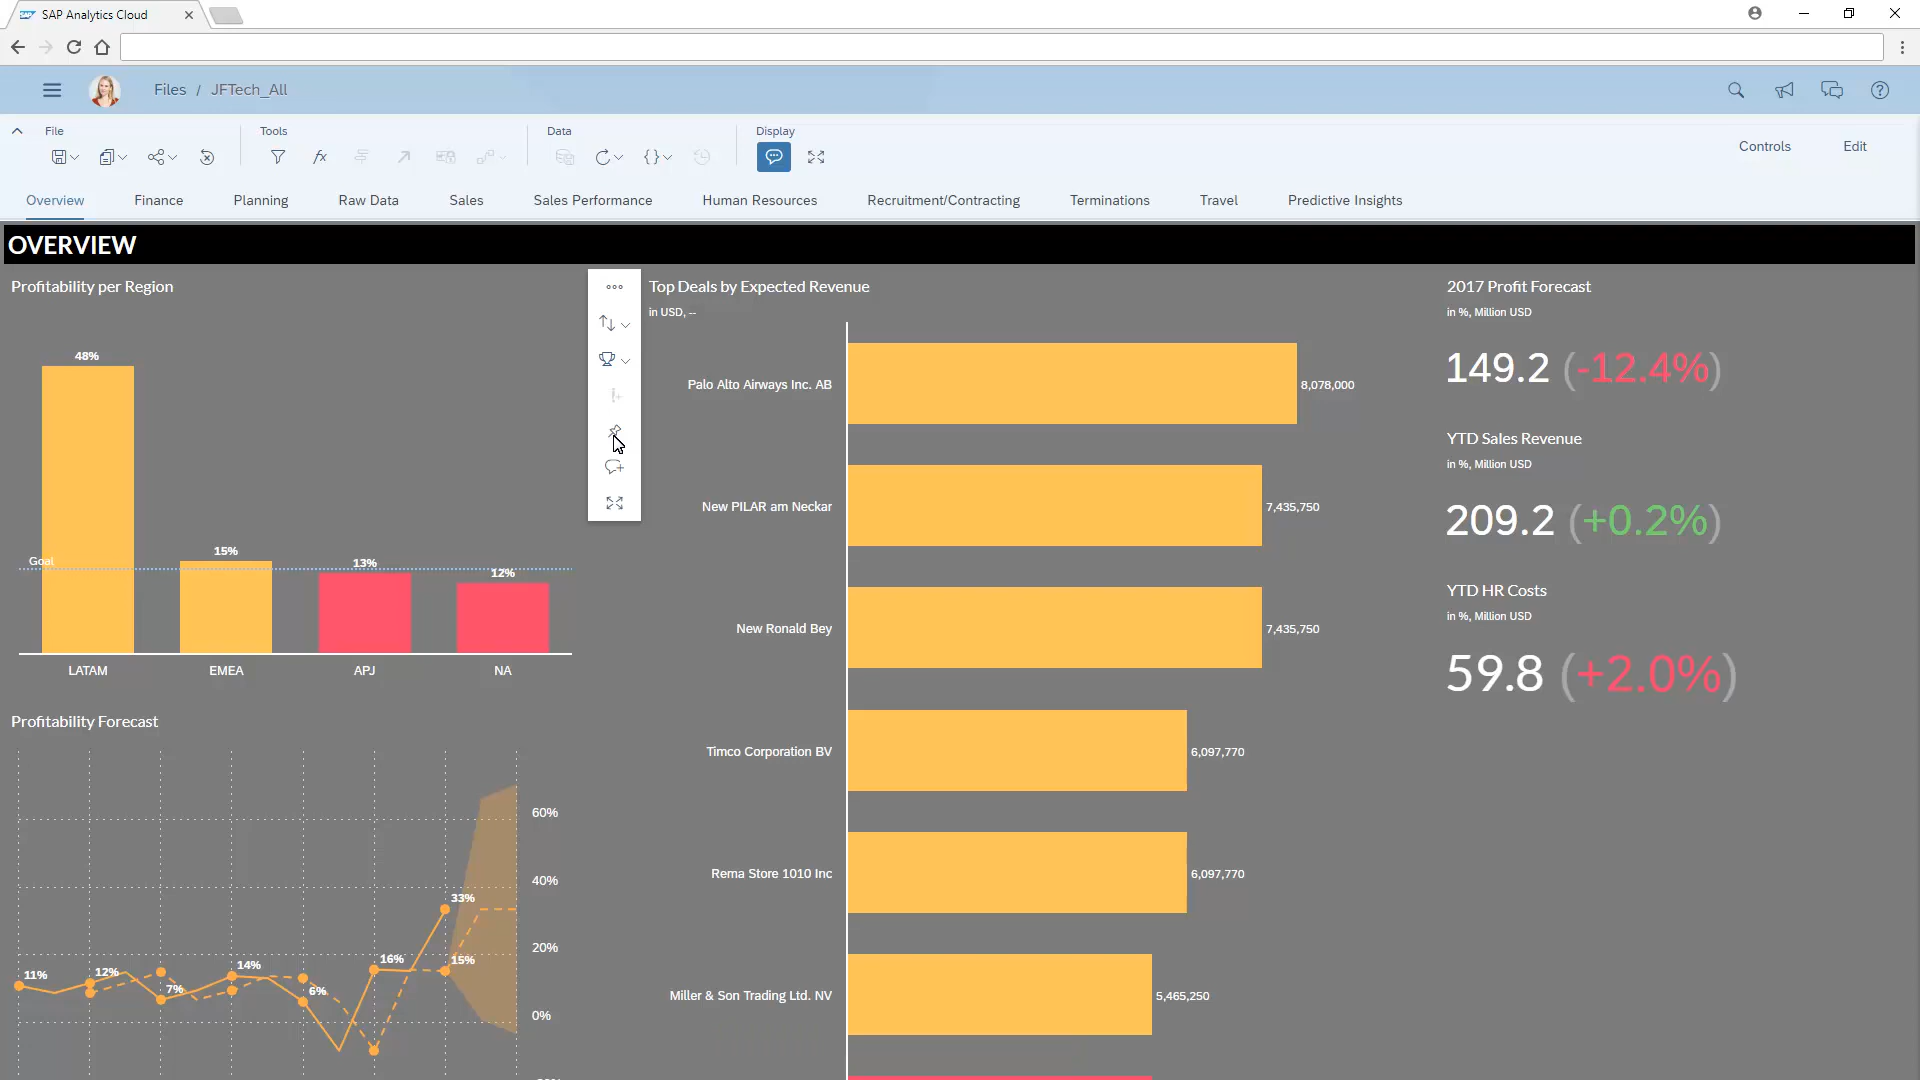 SAP Analytics Cloud
Files / JFTech_All
File
Tools
Data
Display
Controls
Edit
Overview
Finance
Planning
Raw Data
Sales
Sales Performance
Human Resources
Recruitment/Contracting
Terminations
Travel
Predictive Insights
OVERVIEW
Profitability per Region
48%
15%
13%
12%
Goal
LATAM
EMEA
APJ
NA
Profitability Forecast
60%
40%
20%
0%
11%
12%
7%
14%
6%
16%
33%
15%
Top Deals by Expected Revenue
in USD, --
Palo Alto Airways Inc. AB
8,078,000
New PILAR am Neckar
7,435,750
New Ronald Bey
7,435,750
Timco Corporation BV
6,097,770
Rema Store 1010 Inc
6,097,770
Miller & Son Trading Ltd. NV
5,465,250
2017 Profit Forecast
in %, Million USD
149.2 (-12.4%)
YTD Sales Revenue
in %, Million USD
209.2 (+0.2%)
YTD HR Costs
in %, Million USD
59.8 (+2.0%)